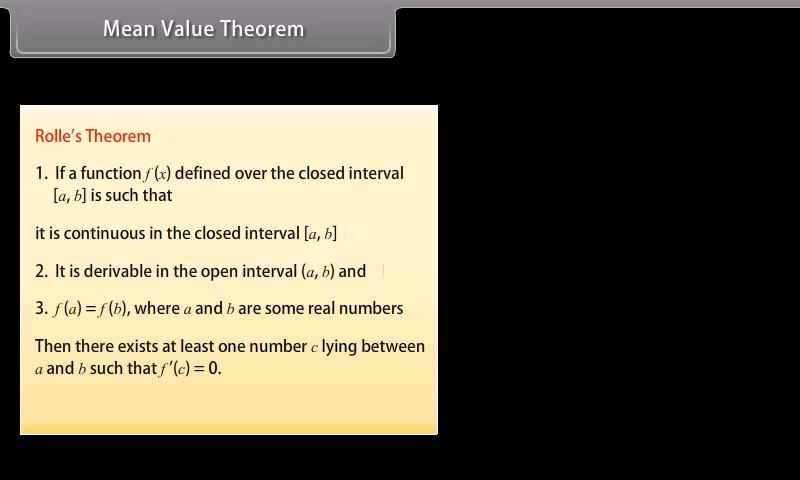 Mean Value Theorem
Rolle's Theorem
1. If a function f (x) defined over the closed interval
[a, b] is such that
it is continuous in the closed interval [a, b]
2. It is derivable in the open interval (a, b) and
3. f (a) = f (b), where a and b are some real numbers
Then there exists at least one number c lying between
a and b such that f ′(c) = 0.